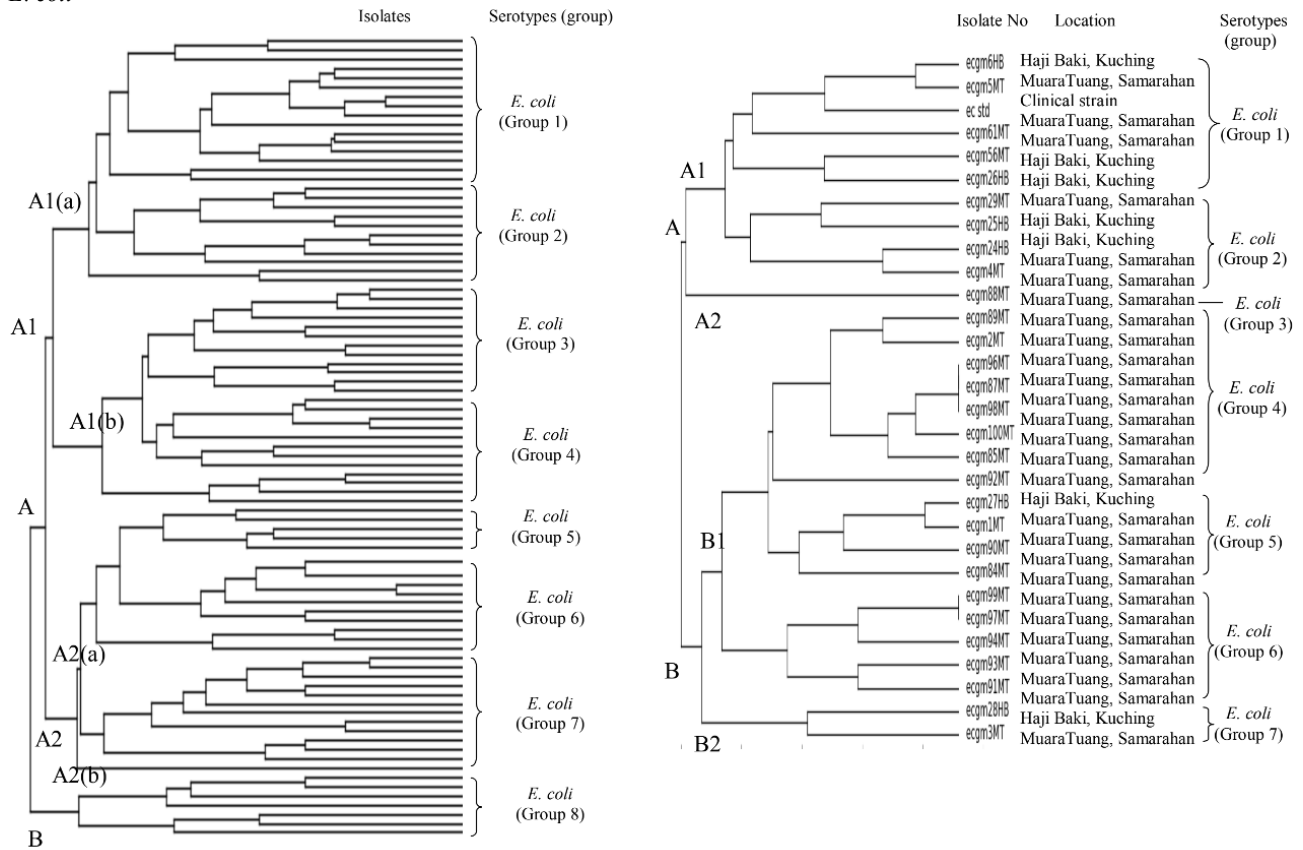 E. coli
Isolates Serotypes (group)
A1(a)
A1
A1(b)
A
A2(a)
A2
A2(b)
B
E. coli
(Group 1)
E. coli
(Group 2)
E. coli
(Group 3)
E. coli
(Group 4)
E. coli
(Group 5)
E. coli
(Group 6)
E. coli
(Group 7)
E. coli
(Group 8)
Isolate No Location Serotypes
(group)
A1
A
A2
B1
B
B2
ecgm6HB
ecgm5MT
ec std
ecgm61MT
ecgm56MT
ecgm26HB
ecgm29MT
ecgm25HB
ecgm24HB
ecgm4MT
ecgm88MT
ecgm89MT
ecgm2MT
ecgm96MT
ecgm87MT
ecgm98MT
ecgm100MT
ecgm85MT
ecgm92MT
ecgm27HB
ecgm1MT
ecgm90MT
ecgm84MT
ecgm99MT
ecgm97MT
ecgm94MT
ecgm93MT
ecgm91MT
ecgm28HB
ecgm3MT
Haji Baki, Kuching
MuaraTuang, Samarahan
Clinical strain
MuaraTuang, Samarahan
MuaraTuang, Samarahan
Haji Baki, Kuching
Haji Baki, Kuching
MuaraTuang, Samarahan
Haji Baki, Kuching
Haji Baki, Kuching
MuaraTuang, Samarahan
MuaraTuang, Samarahan
MuaraTuang, Samarahan
MuaraTuang, Samarahan
MuaraTuang, Samarahan
MuaraTuang, Samarahan
MuaraTuang, Samarahan
MuaraTuang, Samarahan
MuaraTuang, Samarahan
MuaraTuang, Samarahan
MuaraTuang, Samarahan
MuaraTuang, Samarahan
Haji Baki, Kuching
MuaraTuang, Samarahan
MuaraTuang, Samarahan
MuaraTuang, Samarahan
MuaraTuang, Samarahan
MuaraTuang, Samarahan
MuaraTuang, Samarahan
MuaraTuang, Samarahan
MuaraTuang, Samarahan
MuaraTuang, Samarahan
MuaraTuang, Samarahan
Haji Baki, Kuching
MuaraTuang, Samarahan
E. coli
(Group 1)
E. coli
(Group 2)
E. coli
(Group 3)
E. coli
(Group 4)
E. coli
(Group 5)
E. coli
(Group 6)
E. coli
(Group 7)